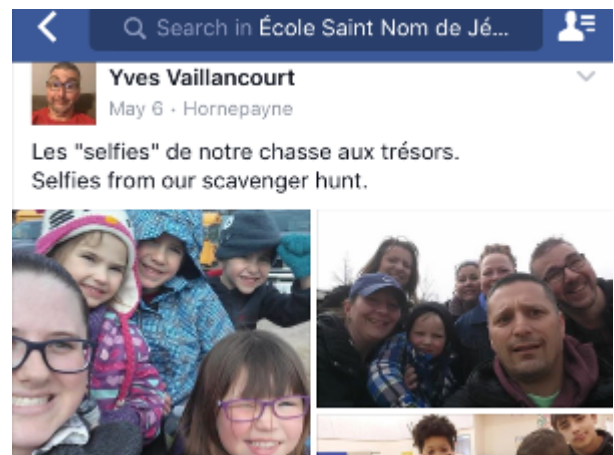 Search in École Saint Nom de Jé...
Yves Vaillancourt
May 6 · Hornepayne
Les "selfies" de notre chasse aux trésors.
Selfies from our scavenger hunt.